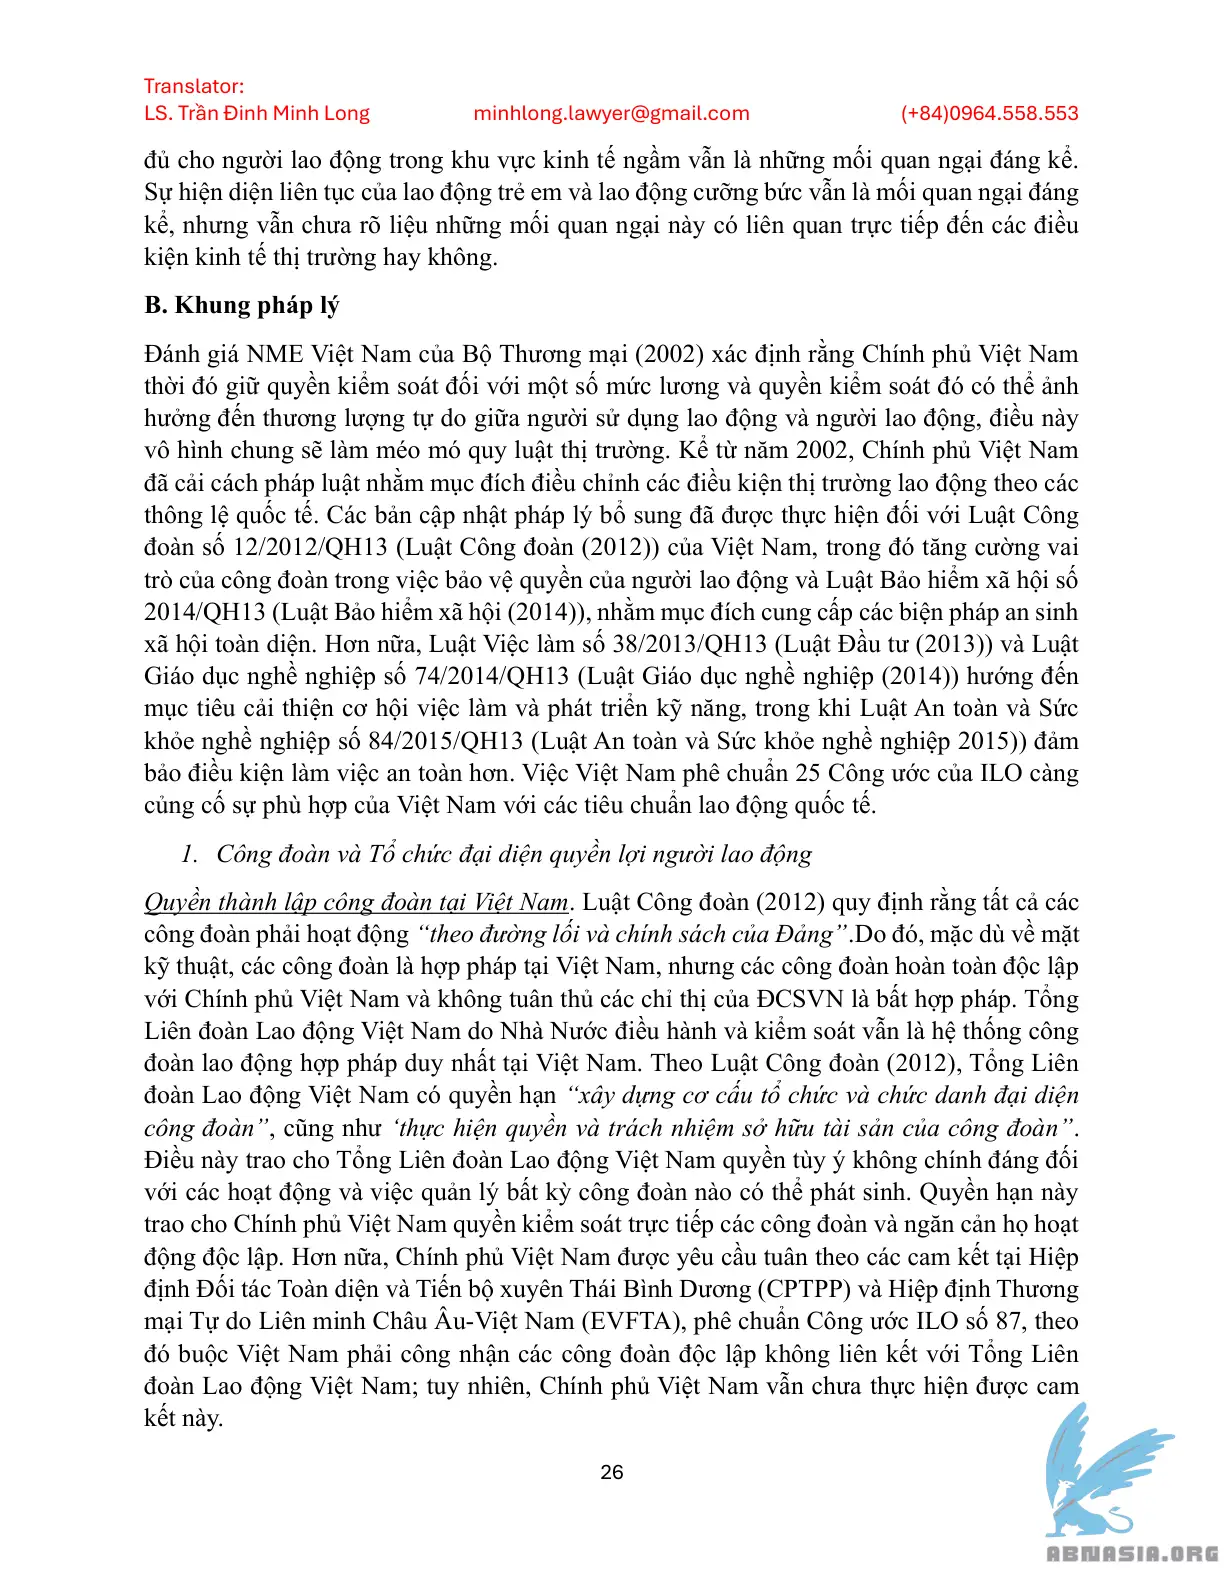 Translator:
LS. Trần Đình Minh Long minhlong.lawyer@gmail.com (+84)0964.558.553
đủ cho người lao động trong khu vực kinh tế ngầm vẫn là những mối quan ngại đáng kể.
Sự hiện diện liên tục của lao động trẻ em và lao động cưỡng bức vẫn là mối quan ngại đáng
kể, nhưng vẫn chưa rõ liệu những mối quan ngại này có liên quan trực tiếp đến các điều
kiện kinh tế thị trường hay không.
B. Khung pháp lý
Đánh giá NME Việt Nam của Bộ Thương mại (2002) xác định rằng Chính phủ Việt Nam
thời đó giữ quyền kiểm soát đối với một số mức lương và quyền kiểm soát đó có thể ảnh
hưởng đến thương lượng tự do giữa người sử dụng lao động và người lao động, điều này
vô hình chung sẽ làm méo mó quy luật thị trường. Kể từ năm 2002, Chính phủ Việt Nam
đã cải cách pháp luật nhằm mục đích điều chỉnh các điều kiện thị trường lao động theo các
thông lệ quốc tế. Các bản cập nhật pháp lý bổ sung đã được thực hiện đối với Luật Công
đoàn số 12/2012/QH13 (Luật Công đoàn (2012)) của Việt Nam, trong đó tăng cường vai
trò của công đoàn trong việc bảo vệ quyền của người lao động và Luật Bảo hiểm xã hội số
2014/QH13 (Luật Bảo hiểm xã hội (2014)), nhằm mục đích cung cấp các biện pháp an sinh
xã hội toàn diện. Hơn nữa, Luật Việc làm số 38/2013/QH13 (Luật Đầu tư (2013)) và Luật
Giáo dục nghề nghiệp số 74/2014/QH13 (Luật Giáo dục nghề nghiệp (2014)) hướng đến
mục tiêu cải thiện cơ hội việc làm và phát triển kỹ năng, trong khi Luật An toàn và Sức
khỏe nghề nghiệp số 84/2015/QH13 (Luật An toàn và Sức khỏe nghề nghiệp 2015)) đảm
bảo điều kiện làm việc an toàn hơn. Việc Việt Nam phê chuẩn 25 Công ước của ILO càng
củng cố sự phù hợp của Việt Nam với các tiêu chuẩn lao động quốc tế.
1. Công đoàn và Tổ chức đại diện quyền lợi người lao động
Quyền thành lập công đoàn tại Việt Nam. Luật Công đoàn (2012) quy định rằng tất cả các
công đoàn phải hoạt động “theo đường lối và chính sách của Đảng”.Do đó, mặc dù về mặt
kỹ thuật, các công đoàn là hợp pháp tại Việt Nam, nhưng các công đoàn hoàn toàn độc lập
với Chính phủ Việt Nam và không tuân thủ các chỉ thị của ĐCSVN là bất hợp pháp. Tổng
Liên đoàn Lao động Việt Nam do Nhà Nước điều hành và kiểm soát vẫn là hệ thống công
đoàn lao động hợp pháp duy nhất tại Việt Nam. Theo Luật Công đoàn (2012), Tổng Liên
đoàn Lao động Việt Nam có quyền hạn “xây dựng cơ cấu tổ chức và chức danh đại diện
công đoàn”, cũng như ‘thực hiện quyền và trách nhiệm sở hữu tài sản của công đoàn”.
Điều này trao cho Tổng Liên đoàn Lao động Việt Nam quyền tùy ý không chính đáng đối
với các hoạt động và việc quản lý bất kỳ công đoàn nào có thể phát sinh. Quyền hạn này
trao cho Chính phủ Việt Nam quyền kiểm soát trực tiếp các công đoàn và ngăn cản họ hoạt
động độc lập. Hơn nữa, Chính phủ Việt Nam được yêu cầu tuân theo các cam kết tại Hiệp
định Đối tác Toàn diện và Tiến bộ xuyên Thái Bình Dương (CPTPP) và Hiệp định Thương
mại Tự do Liên minh Châu Âu-Việt Nam (EVFTA), phê chuẩn Công ước ILO số 87, theo
đó buộc Việt Nam phải công nhận các công đoàn độc lập không liên kết với Tổng Liên
đoàn Lao động Việt Nam; tuy nhiên, Chính phủ Việt Nam vẫn chưa thực hiện được cam
kết này.
26
ABNASIA.ORG